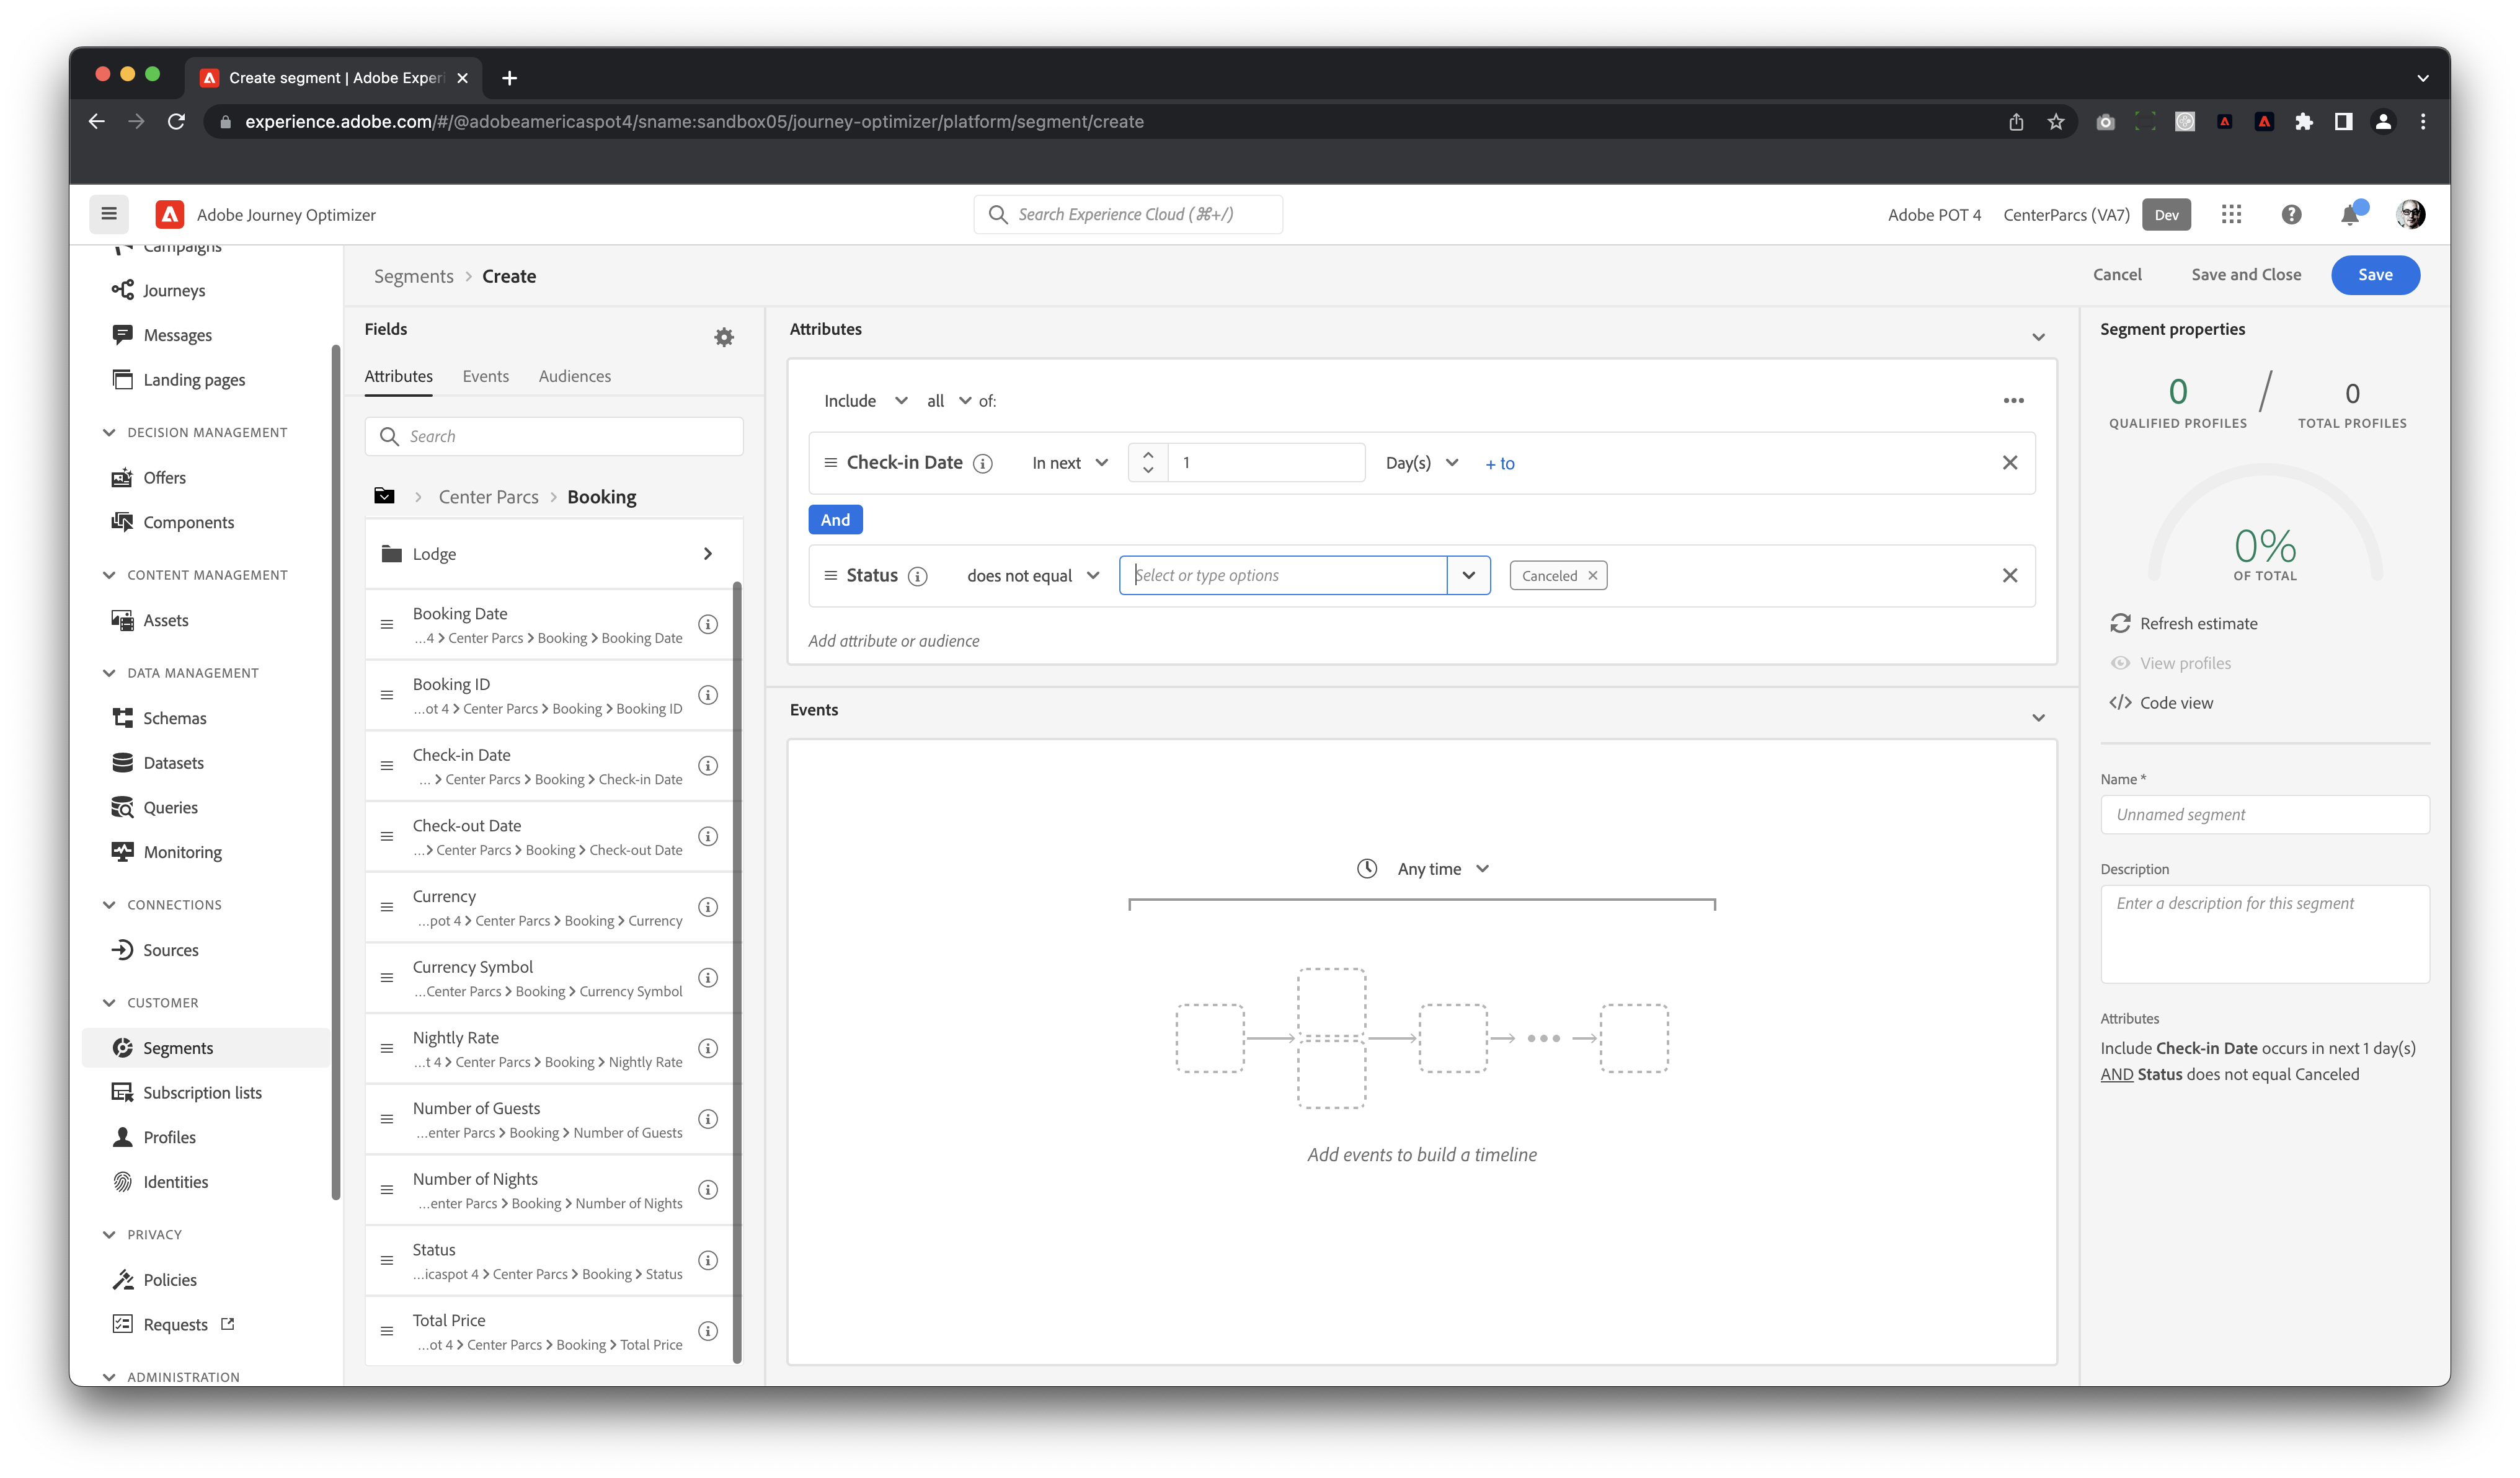 Create segment | Adobe Experi
experience.adobe.com/#/@adobeamericaspot4/sname:sandbox05/journey-optimizer/platform/segment/create
Adobe Journey Optimizer
Search Experience Cloud (⌘+/)
Adobe POT 4
CenterParcs (VA7)
Dev
Campaigns
Journeys
Messages
Landing pages
DECISION MANAGEMENT
Offers
Components
CONTENT MANAGEMENT
Assets
DATA MANAGEMENT
Schemas
Datasets
Queries
Monitoring
CONNECTIONS
Sources
CUSTOMER
Segments
Subscription lists
Profiles
Identities
PRIVACY
Policies
Requests
ADMINISTRATION
Segments > Create
Cancel
Save and Close
Save
Fields
Attributes
Events
Audiences
Search
> Center Parcs > Booking
Lodge
Booking Date
...4 > Center Parcs > Booking > Booking Date
Booking ID
...ot 4 > Center Parcs > Booking > Booking ID
Check-in Date
... > Center Parcs > Booking > Check-in Date
Check-out Date
...> Center Parcs > Booking > Check-out Date
Currency
...pot 4 > Center Parcs > Booking > Currency
Currency Symbol
...Center Parcs > Booking > Currency Symbol
Nightly Rate
...t 4 > Center Parcs > Booking > Nightly Rate
Number of Guests
...enter Parcs > Booking > Number of Guests
Number of Nights
...enter Parcs > Booking > Number of Nights
Status
...icaspot 4 > Center Parcs > Booking > Status
Total Price
...ot 4 > Center Parcs > Booking > Total Price
Attributes
Include all of:
Check-in Date In next 1 Day(s) + to
And
Status does not equal Select or type options Canceled
Add attribute or audience
Events
Any time
Add events to build a timeline
Segment properties
0 / 0
QUALIFIED PROFILES TOTAL PROFILES
0%
OF TOTAL
Refresh estimate
View profiles
</> Code view
Name *
Unnamed segment
Description
Enter a description for this segment
Attributes
Include Check-in Date occurs in next 1 day(s)
AND Status does not equal Canceled